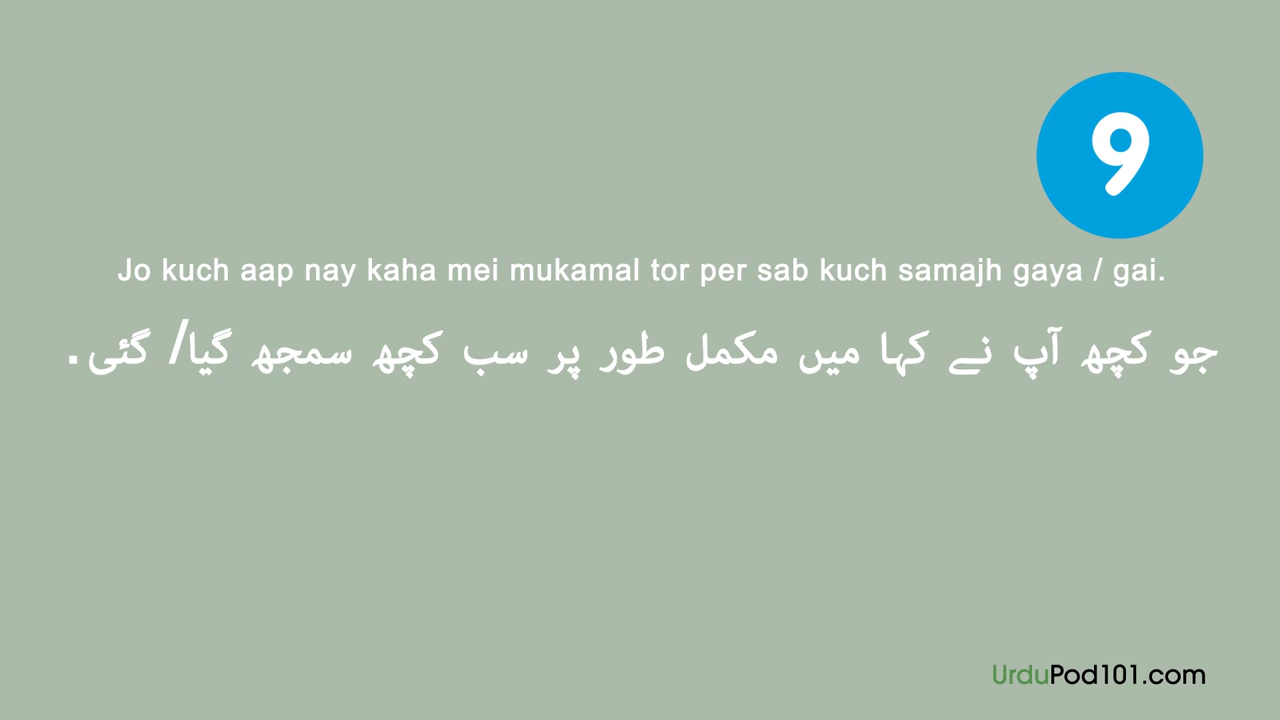 9
Jo kuch aap nay kaha mei mukamal tor per sab kuch samajh gaya / gai.
جو کچھ آپ نے کہا میں مکمل طور پر سب کچھ سمجھ گیا/ گئی.
UrduPod101.com